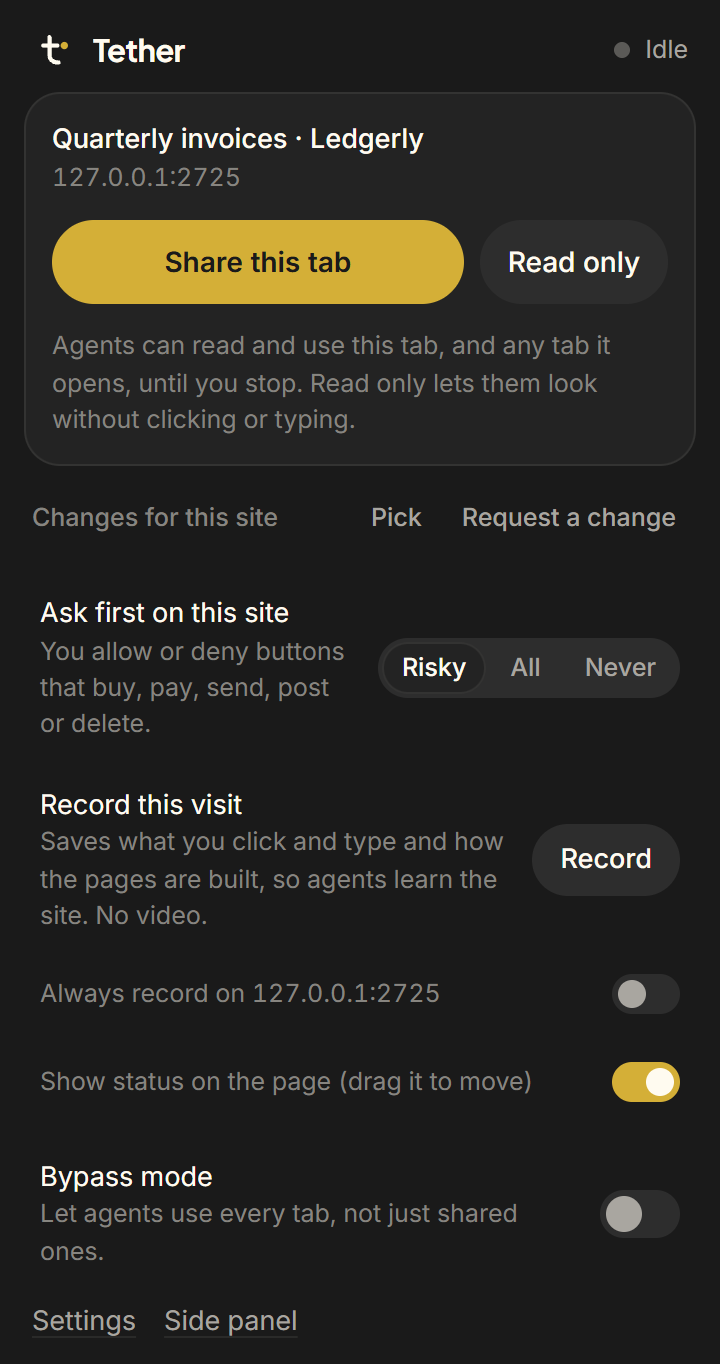 Tether
Idle
Quarterly invoices · Ledgerly
127.0.0.1:2725
Share this tab
Read only
Agents can read and use this tab, and any tab it
opens, until you stop. Read only lets them look
without clicking or typing.
Changes for this site
Pick
Request a change
Ask first on this site
You allow or deny buttons
that buy, pay, send, post
or delete.
Risky
All
Never
Record this visit
Saves what you click and type and how
the pages are built, so agents learn the
site. No video.
Record
Always record on 127.0.0.1:2725
Show status on the page (drag it to move)
Bypass mode
Let agents use every tab, not just shared
ones.
Settings
Side panel